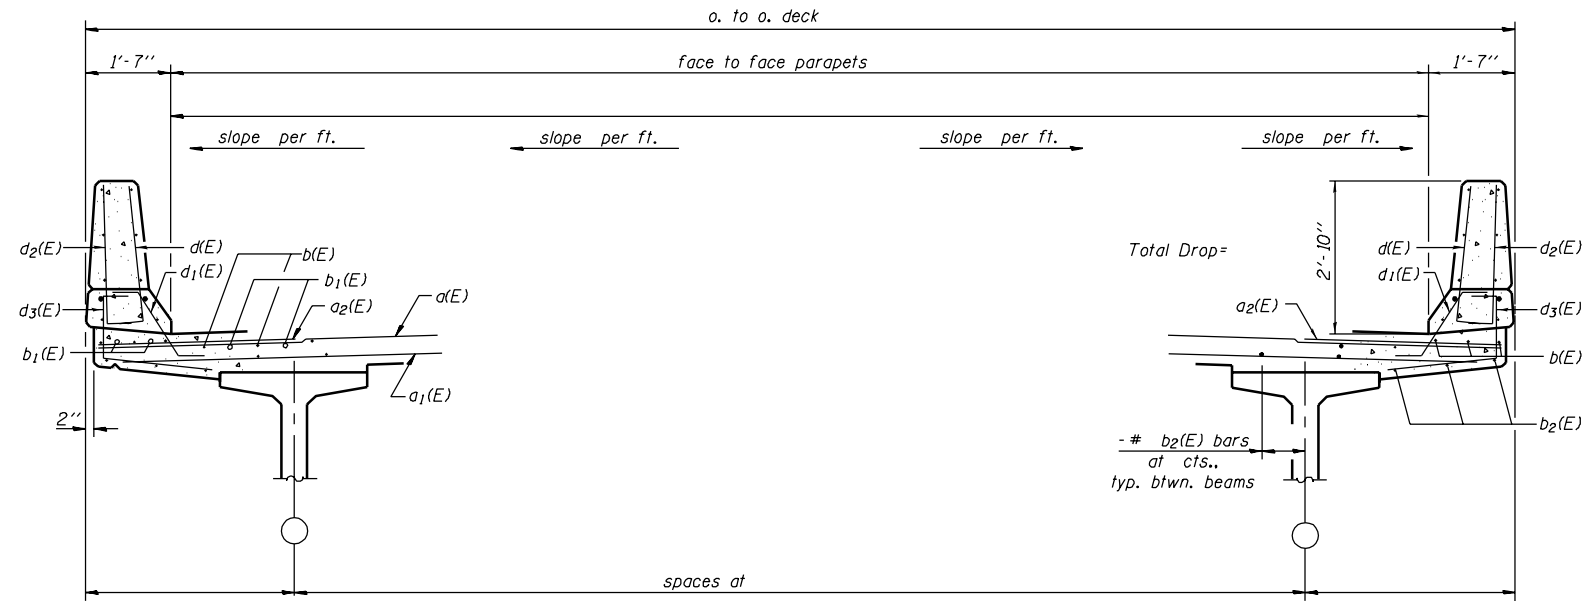 o. to o. deck
1'-7"
face to face parapets
1'-7"
slope per ft.
slope per ft.
slope per ft.
slope per ft.
d2(E)
d(E)
d1(E)
b(E)
b1(E)
a2(E)
a(E)
d3(E)
b1(E)
a1(E)
2"
Total Drop=
2'-10"
d(E)
d2(E)
d1(E)
a2(E)
d3(E)
b(E)
b2(E)
-# b2(E) bars
at cts.,
typ. btwn. beams
spaces at